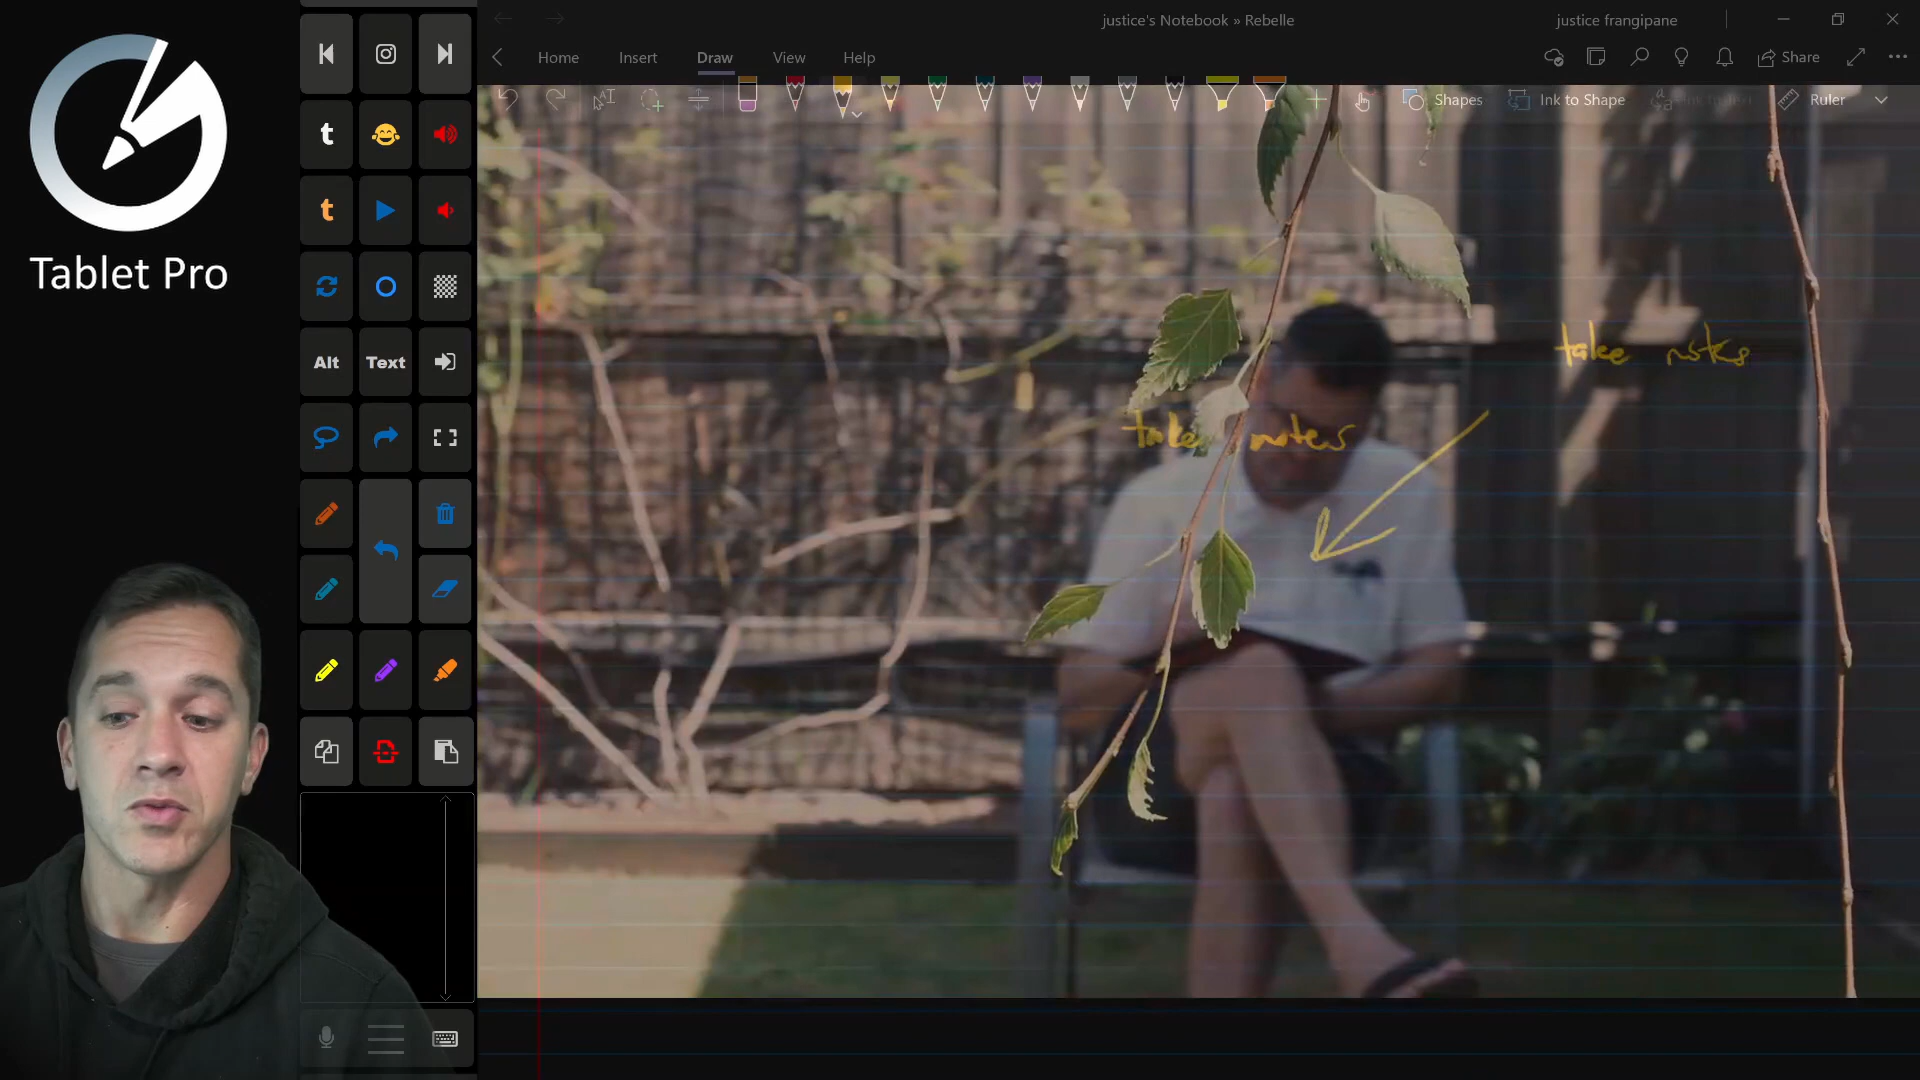 justice's Notebook » Rebelle
justice frangipane
Home Insert Draw View Help
Share
Shapes
Ink to Shape
Ruler
Tablet Pro
t
t
Alt
Text
take notes
take notes